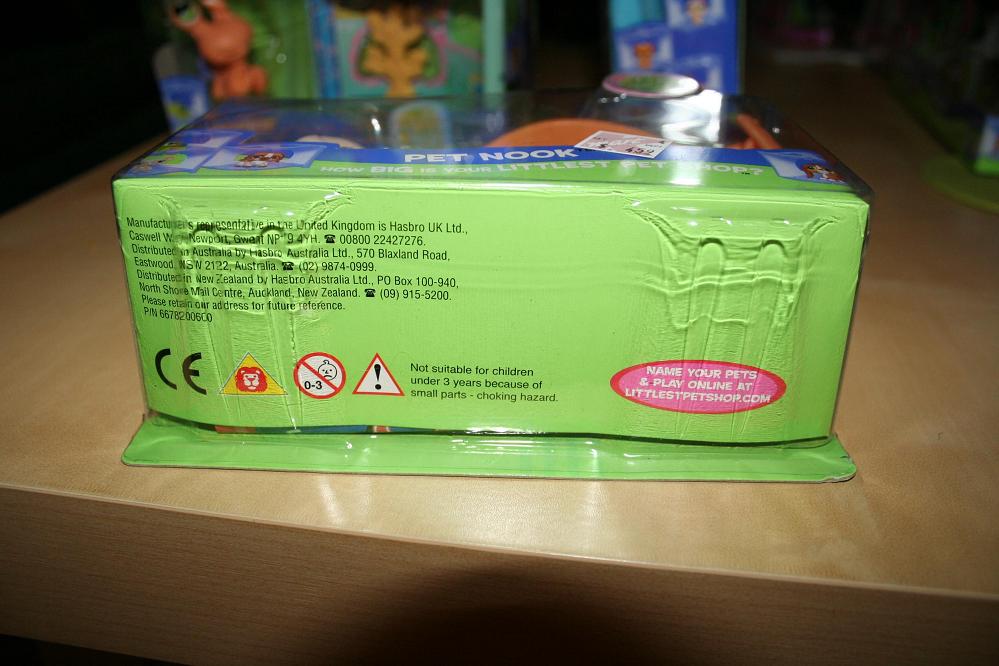 PET NOOK™
HOW BIG IS YOUR LITTLEST PET SHOP?™
Manufacturer's representative in the United Kingdom is Hasbro UK Ltd.,
Caswell Way, Newport, Gwent NP 9 4YH. ☎ 00800 22427276.
Distributed in Australia by Hasbro Australia Ltd., 570 Blaxland Road,
Eastwood, NSW 2122, Australia. ☎ (02) 9874-0999.
Distributed in New Zealand by Hasbro Australia Ltd., PO Box 100-940,
North Shore Mail Centre, Auckland, New Zealand. ☎ (09) 915-5200.
Please retain our address for future reference.
P/N 6678200600
CE
0-3
!
Not suitable for children
under 3 years because of
small parts - choking hazard.
NAME YOUR PETS
& PLAY ONLINE AT
LITTLESTPETSHOP.COM